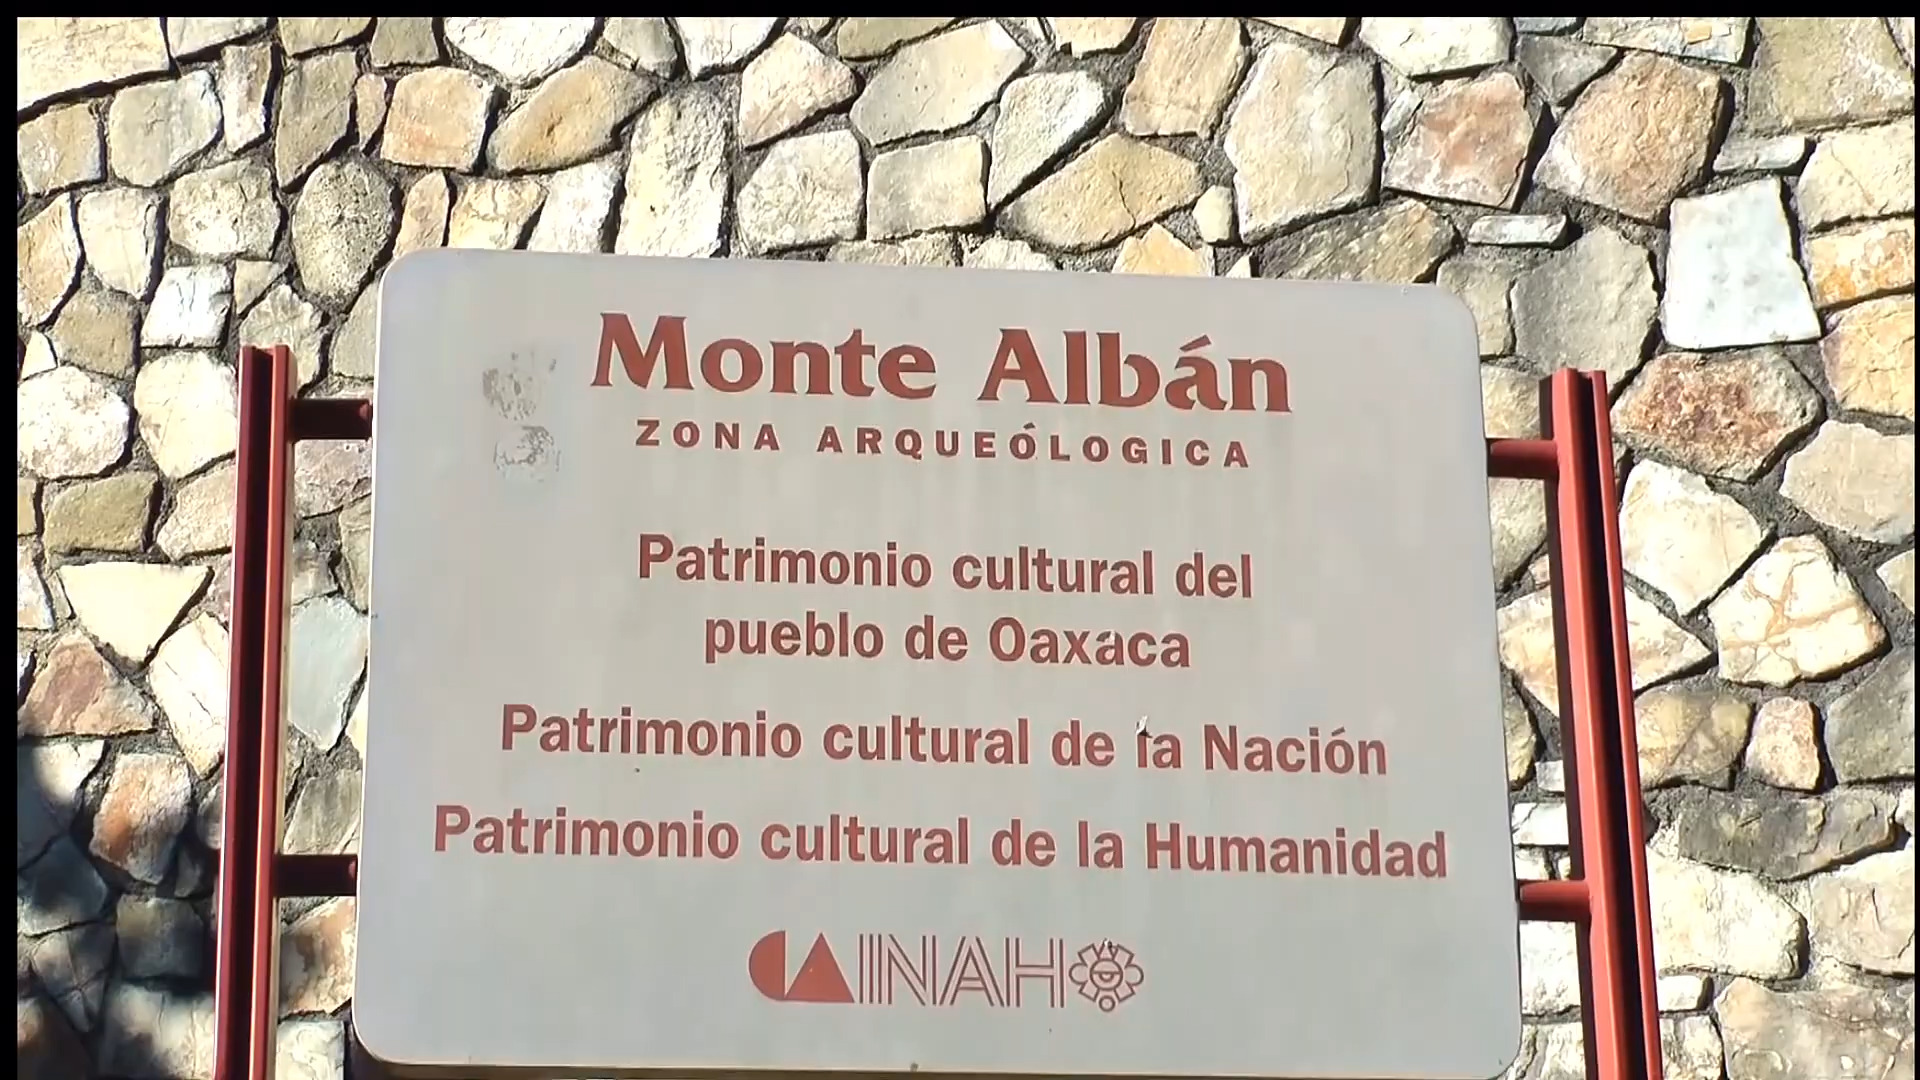 Monte Albán
ZONA ARQUEÓLOGICA
Patrimonio cultural del
pueblo de Oaxaca
Patrimonio cultural de la Nación
Patrimonio cultural de la Humanidad
INAH